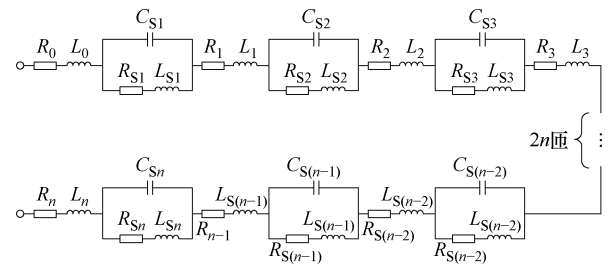 C_S1 C_S2 C_S3
R_0 L_0 R_1 L_1 R_2 L_2 R_3 L_3
R_S1 L_S1 R_S2 L_S2 R_S3 L_S3
2n匝 ⋮
C_Sn C_S(n-1) C_S(n-2)
R_n L_n L_S(n-1) L_S(n-2)
R_Sn L_Sn R_n-1 L_S(n-1) R_S(n-2) L_S(n-2)
R_S(n-1) R_S(n-2)